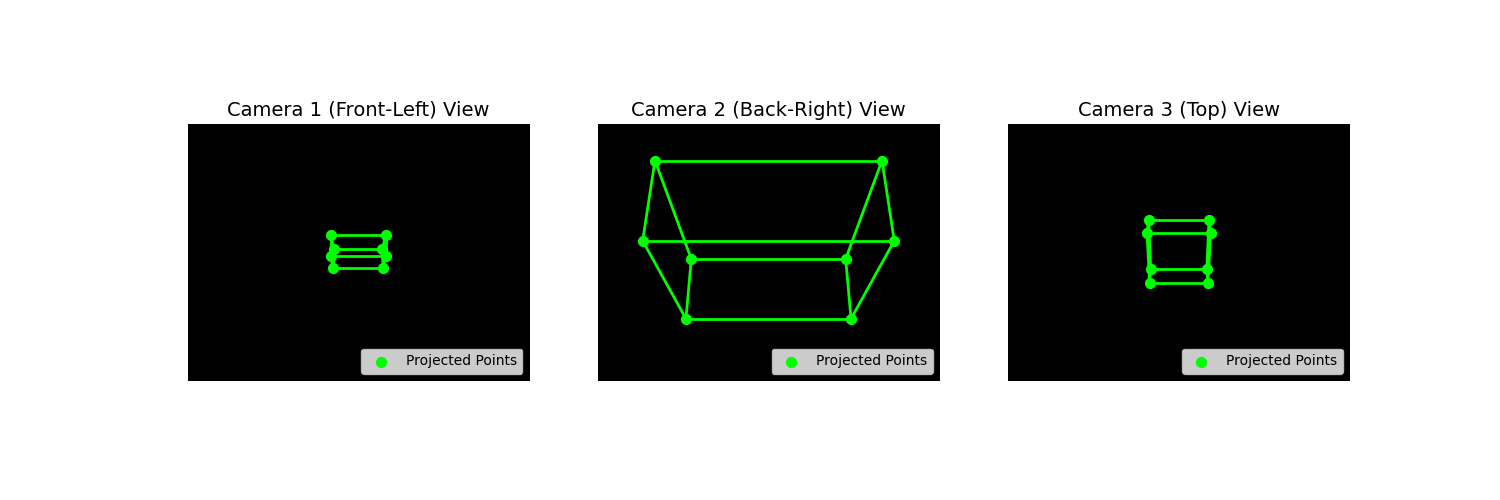 Camera 1 (Front-Left) View
Camera 2 (Back-Right) View
Camera 3 (Top) View
Projected Points
Projected Points
Projected Points